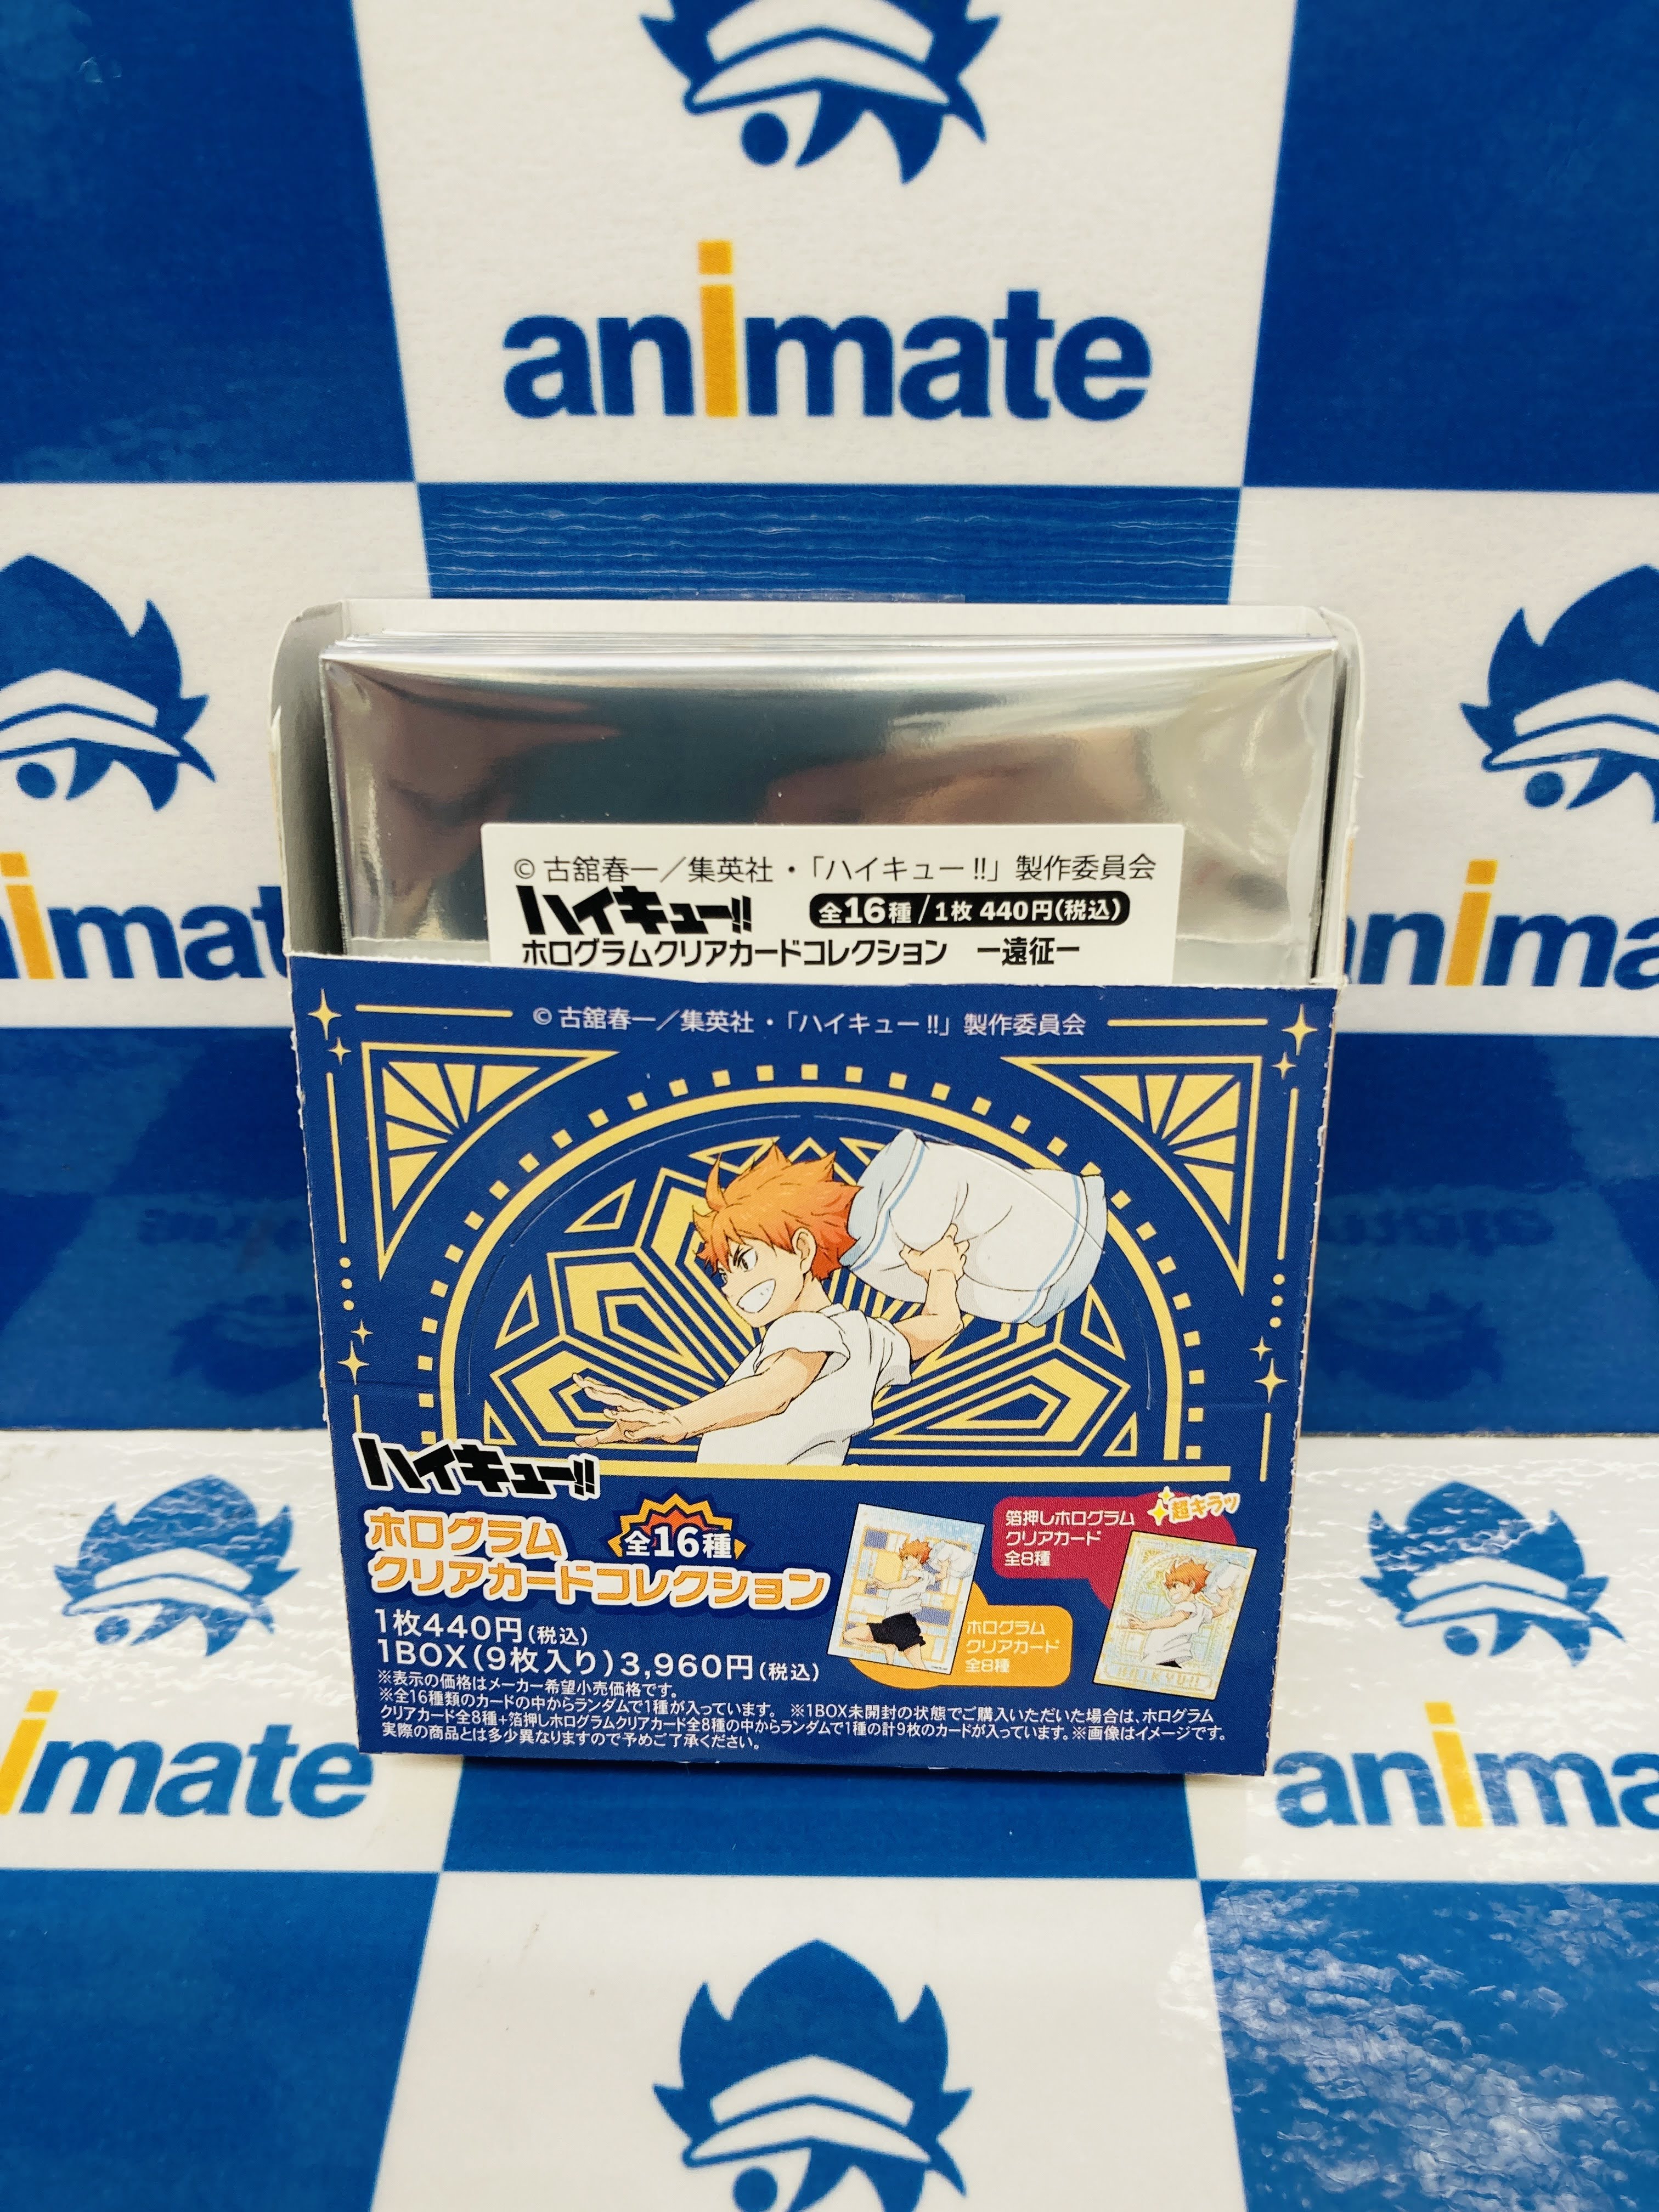 animate
© 古舘春一／集英社・「ハイキュー!!」製作委員会
ハイキュー!! 全16種/1枚 440円(税込)
ホログラムクリアカードコレクション ー遠征ー
© 古舘春一／集英社・「ハイキュー!!」製作委員会
ハイキュー!!
ホログラム
全16種
クリアカードコレクション
1枚440円(税込)
1BOX(9枚入り)3,960円(税込)
※表示の価格はメーカー希望小売価格です。
※全16種類のカードの中からランダムで1種が入っています。 ※1BOX未開封の状態でご購入いただいた場合は、ホログラム
クリアカード全8種+箔押しホログラムクリアカード全8種の中からランダムで1種の計9枚のカードが入っています。※画像はイメージです。
実際の商品とは多少異なりますので予めご了承ください。
箔押しホログラム
クリアカード
全8種
超キラッ
ホログラム
クリアカード
全8種
HAIKYU!!
nimate
anima
imate
anima